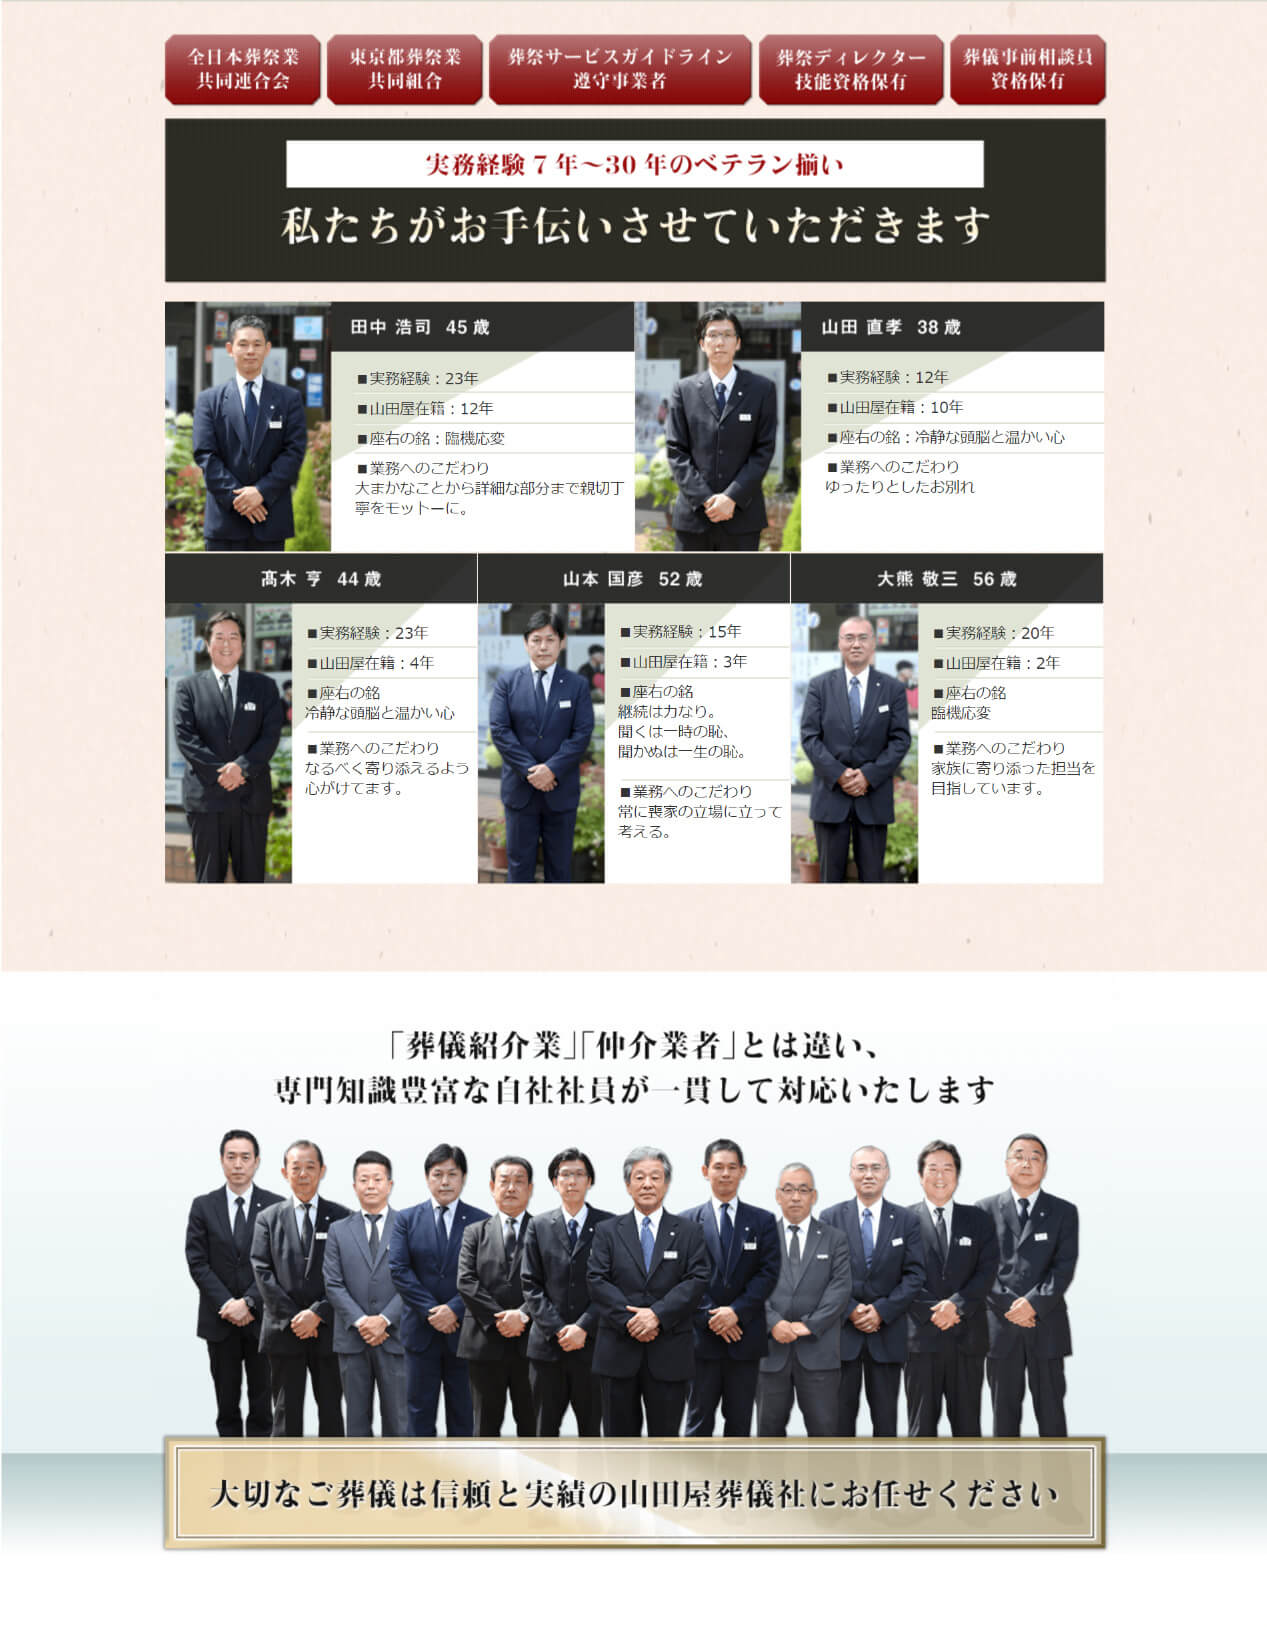 全日本葬祭業
共同連合会
東京都葬祭業
共同組合
葬祭サービスガイドライン
遵守事業者
葬祭ディレクター
技能資格保有
葬儀事前相談員
資格保有
実務経験7年～30年のベテラン揃い
私たちがお手伝いさせていただきます
田中 浩司 45歳
■実務経験：23年
■山田屋在籍：12年
■座右の銘：臨機応変
■業務へのこだわり
大まかなことから詳細な部分まで親切丁
寧をモットーに。
山田 直孝 38歳
■実務経験：12年
■山田屋在籍：10年
■座右の銘：冷静な頭脳と温かい心
■業務へのこだわり
ゆったりとしたお別れ
髙木 亨 44歳
■実務経験：23年
■山田屋在籍：4年
■座右の銘
冷静な頭脳と温かい心
■業務へのこだわり
なるべく寄り添えるよう
心がけてます。
山本 国彦 52歳
■実務経験：15年
■山田屋在籍：3年
■座右の銘
継続は力なり。
聞くは一時の恥、
聞かぬは一生の恥。
■業務へのこだわり
常に喪家の立場に立って
考える。
大熊 敬三 56歳
■実務経験：20年
■山田屋在籍：2年
■座右の銘
臨機応変
■業務へのこだわり
家族に寄り添った担当を
目指しています。
「葬儀紹介業」「仲介業者」とは違い、
専門知識豊富な自社社員が一貫して対応いたします
大切なご葬儀は信頼と実績の山田屋葬儀社にお任せください